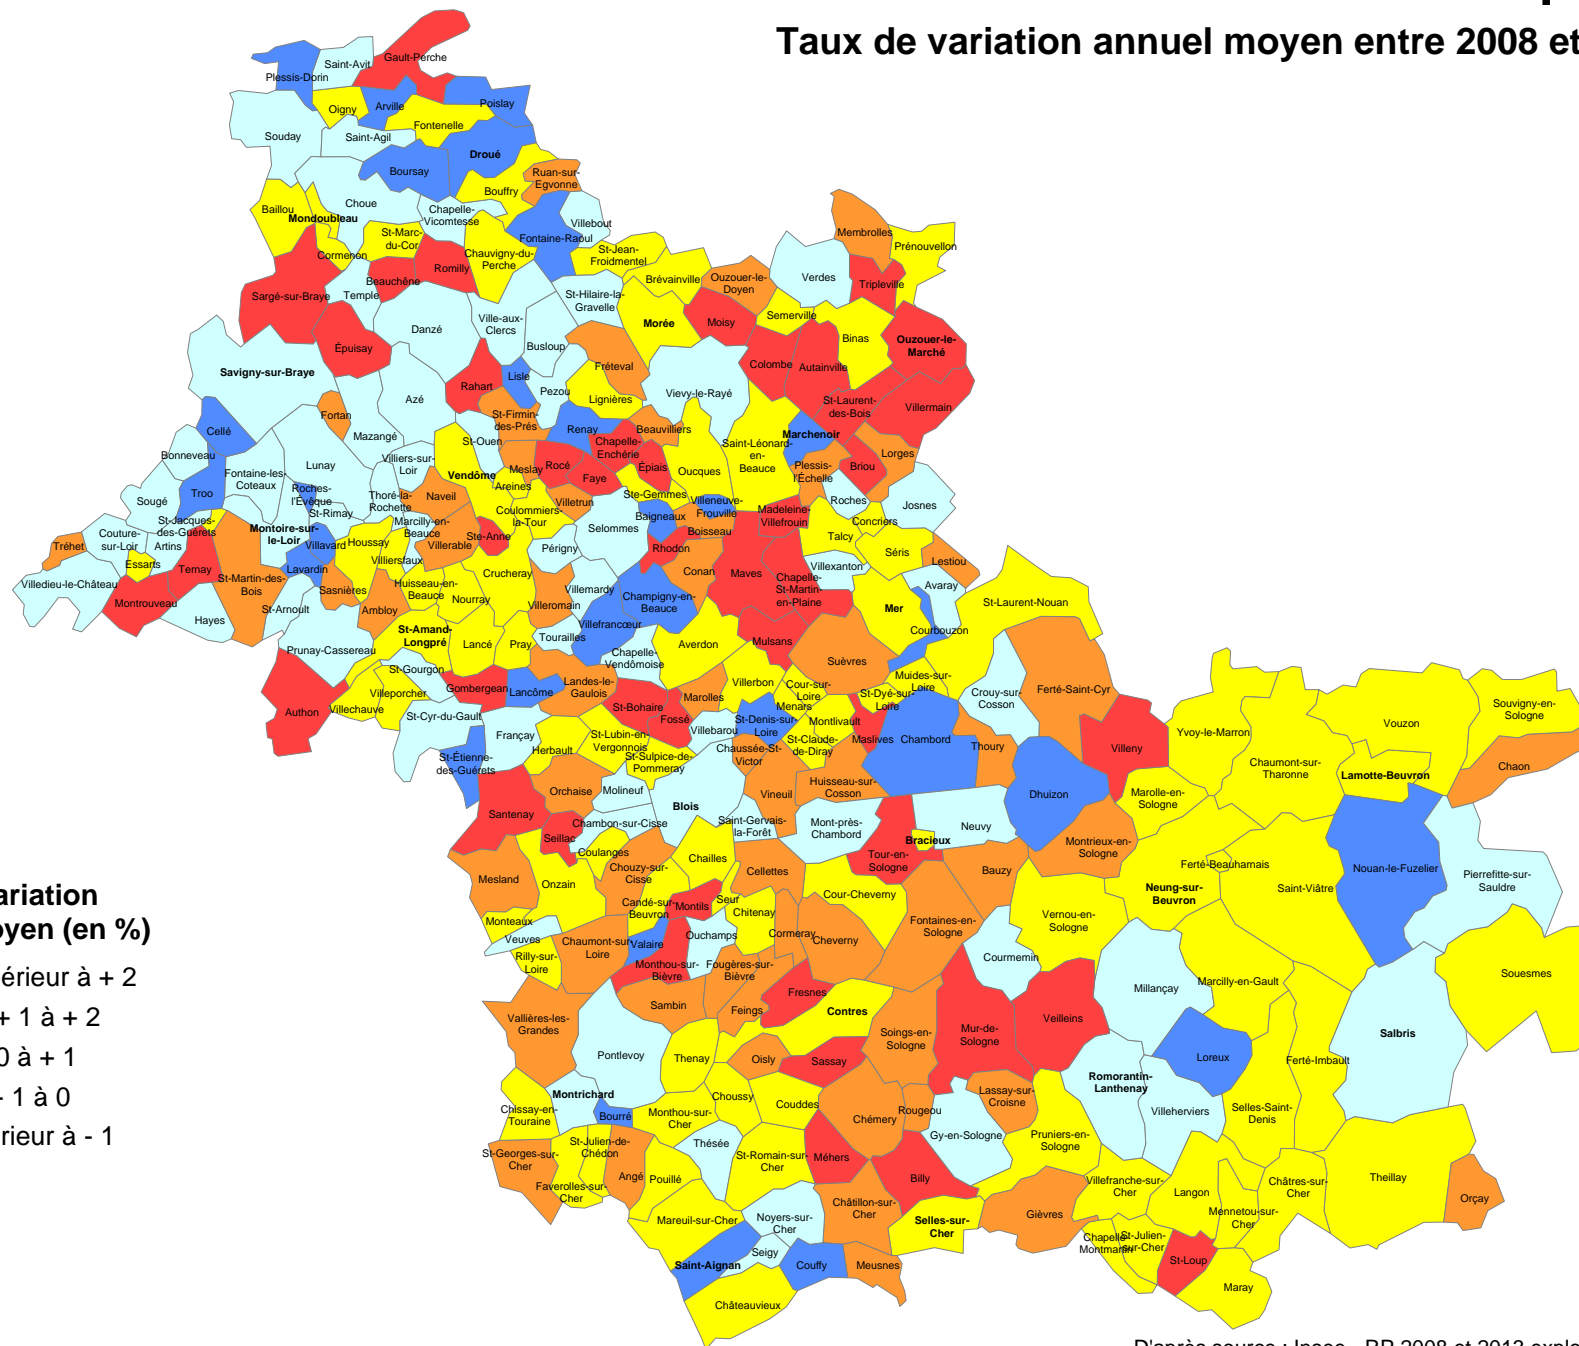 Taux de variation annuel moyen entre 2008 et
Gault-Perche
Saint-Avit
Plessis-Dorin
Arville
Poislay
Oigny
Fontenelle
Souday
Saint-Agil
Droué
Boursay
Ruan-sur-
Egvonne
Bouffry
Choue
Baillou
Mondoubleau
Chapelle-
Vicomtesse
Villebout
Fontaine-Raoul
St-Marc-
du-Cor
Cormenon
Chauvigny-du-
Perche
St-Jean-
Froidmentel
Membrolles
Prénouvellon
Romilly
Beauchêne
Temple
Sargé-sur-Braye
Brévainville
Ouzouer-le-
Doyen
Verdes
Tripleville
St-Hilaire-la-
Gravelle
Morée
Moisy
Semerville
Binas
Ouzouer-le-
Marché
Danzé
Ville-aux-
Clercs
Busloup
Épuisay
Fréteval
Colombe
Autainville
Savigny-sur-Braye
Rahart
Lisle
Pezou
Lignières
Vievy-le-Rayé
Azé
St-Laurent-
des-Bois
Villermain
Fortan
St-Firmin-
des-Prés
Renay
Beauvilliers
Cellé
Mazangé
St-Ouen
Chapelle-
Enchérie
Saint-Léonard-
en-
Beauce
Marchenoir
Bonneveau
Lunay
Villiers-sur-
Loir
Vendôme
Meslay
Rocé
Épiais
Oucques
Plessis-
l'Échelle
Briou
Lorges
Fontaine-les-
Coteaux
Faye
Areines
Sougé
Troo
Roches-
l'Évêque
Thoré-la-
Rochette
Naveil
Villetrun
Ste-Gemmes
Villeneuve-
Frouville
Roches
Josnes
St-Rimay
Coulommiers-
la-Tour
Baigneaux
Madeleine-
Villefrouin
St-Jacques-
des-Guérets
Montoire-sur-
le-Loir
Marcilly-en-
Beauce
Selommes
Boisseau
Concriers
Talcy
Couture-
sur-Loir
Artins
Villavard
Houssay
Villerable
Ste-Anne
Périgny
Rhodon
Séris
Tréhet
Essarts
Ternay
Lavardin
Villiersfaux
Conan
Maves
Villexanton
Lestiou
Villedieu-le-Château
St-Martin-des-
Bois
Sasnières
Huisseau-en-
Beauce
Crucheray
Villemardy
Chapelle-
St-Martin-
en-Plaine
Avaray
Montrouveau
Hayes
St-Arnoult
Ambloy
Nourray
Villeromain
Champigny-en-
Beauce
Mer
St-Laurent-Nouan
Villefrancœur
Courbouzon
St-Amand-
Longpré
Lancé
Pray
Tourailles
Averdon
Mulsans
Prunay-Cassereau
Chapelle-
Vendômoise
Suèvres
St-Gourgon
Gombergean
Lancôme
Landes-le-
Gaulois
Marolles
Villerbon
Cour-sur-
Loire
Muides-sur-
Loire
Crouy-sur-
Cosson
Ferté-Saint-Cyr
Villeporcher
Authon
Villechauve
St-Bohaire
Menars
St-Dyé-sur-
Loire
St-Cyr-du-Gault
Fossé
Villebarou
St-Denis-sur-
Loire
Montlivault
Souvigny-en-
Sologne
Françay
St-Lubin-en-
Vergonnois
Herbault
Chaussée-St-
Victor
St-Claude-
de-Diray
Maslives
Chambord
Thoury
Villeny
Yvoy-le-Marron
Vouzon
St-Étienne-
des-Guérets
St-Sulpice-de-
Pommeray
Chaumont-sur-
Tharonne
Lamotte-Beuvron
Chaon
Orchaise
Molineuf
Vineuil
Huisseau-sur-
Cosson
Dhuizon
Marolle-en-
Sologne
Blois
Santenay
Chambon-sur-Cisse
Saint-Gervais-
la-Forêt
Mont-près-
Chambord
Neuvy
Seillac
Bracieux
Montrieux-en-
Sologne
Coulanges
Chailles
Tour-en-
Sologne
Ferté-Beauharnais
Mesland
Onzain
Chouzy-sur-
Cisse
Cellettes
Bauzy
Nouan-le-Fuzelier
Pierrefitte-sur-
Sauldre
Saint-Viâtre
Neung-sur-
Beuvron
Candé-sur-
Beuvron
Montils
Seur
Cour-Cheverny
Monteaux
Chitenay
Fontaines-en-
Sologne
Vernou-en-
Sologne
Veuves
Chaumont-sur-
Loire
Valaire
Ouchamps
Cormeray
Cheverny
Rilly-sur-
Loire
Monthou-sur-
Bièvre
Fougères-sur-
Bièvre
Courmemin
Souesmes
Millançay
Marcilly-en-Gault
Fresnes
Sambin
Feings
Contres
Vallières-les-
Grandes
Soings-en-
Sologne
Mur-de-
Sologne
Veilleins
Salbris
Pontlevoy
Thenay
Oisly
Sassay
Loreux
Ferté-Imbault
Romorantin-
Lanthenay
Montrichard
Choussy
Couddes
Lassay-sur-
Croisne
Chissay-en-
Touraine
Bourré
Monthou-sur-
Cher
Chémery
Rougeou
Villeherviers
Selles-Saint-
Denis
St-Georges-sur-
Cher
St-Julien-de-
Chédon
Thésée
Gy-en-Sologne
Pruniers-en-
Sologne
Angé
Pouillé
St-Romain-sur-
Cher
Méhers
Billy
Faverolles-sur-
Cher
Villefranche-sur-
Cher
Langon
Châtres-sur-
Cher
Theillay
Orçay
Mareuil-sur-Cher
Noyers-sur-
Cher
Châtillon-sur-
Cher
Selles-sur-
Cher
Gièvres
Mennetou-sur-
Cher
Chapelle-
Montmartin
St-Julien-
sur-Cher
Saint-Aignan
Seigy
Couffy
Meusnes
St-Loup
Maray
Châteauvieux
ariation
oyen (en %)
érieur à + 2
+ 1 à + 2
0 à + 1
- 1 à 0
rieur à - 1
D'après source : Insee - RP 2008 et 2013 explo